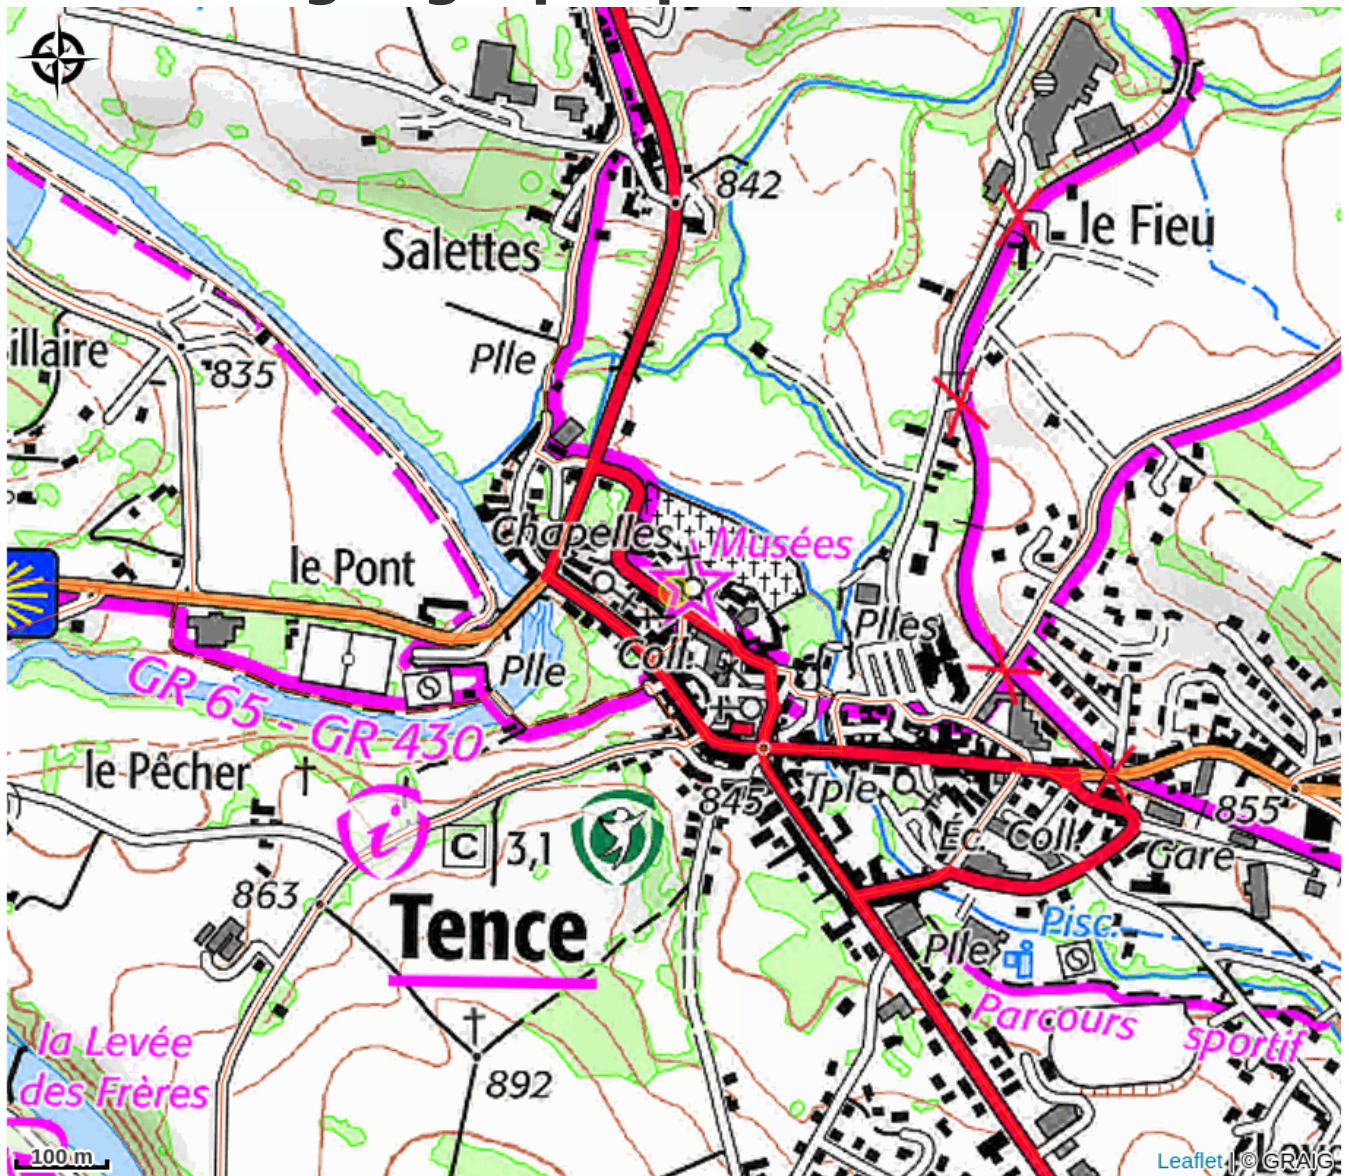 842
le Fieu
Salettes
Plle
illaire
835
Chapelles
Musées
le Pont
Plles
Coll.
Plle
GR 65 - GR 430
le Pêcher
845
Tple
855
C
3,1
Éc.
Coll.
Gare
863
Tence
Pisc.
Plle
Parcours
sportif
la Levée
des Frères
892
100 m
Leaflet | © GRAIG